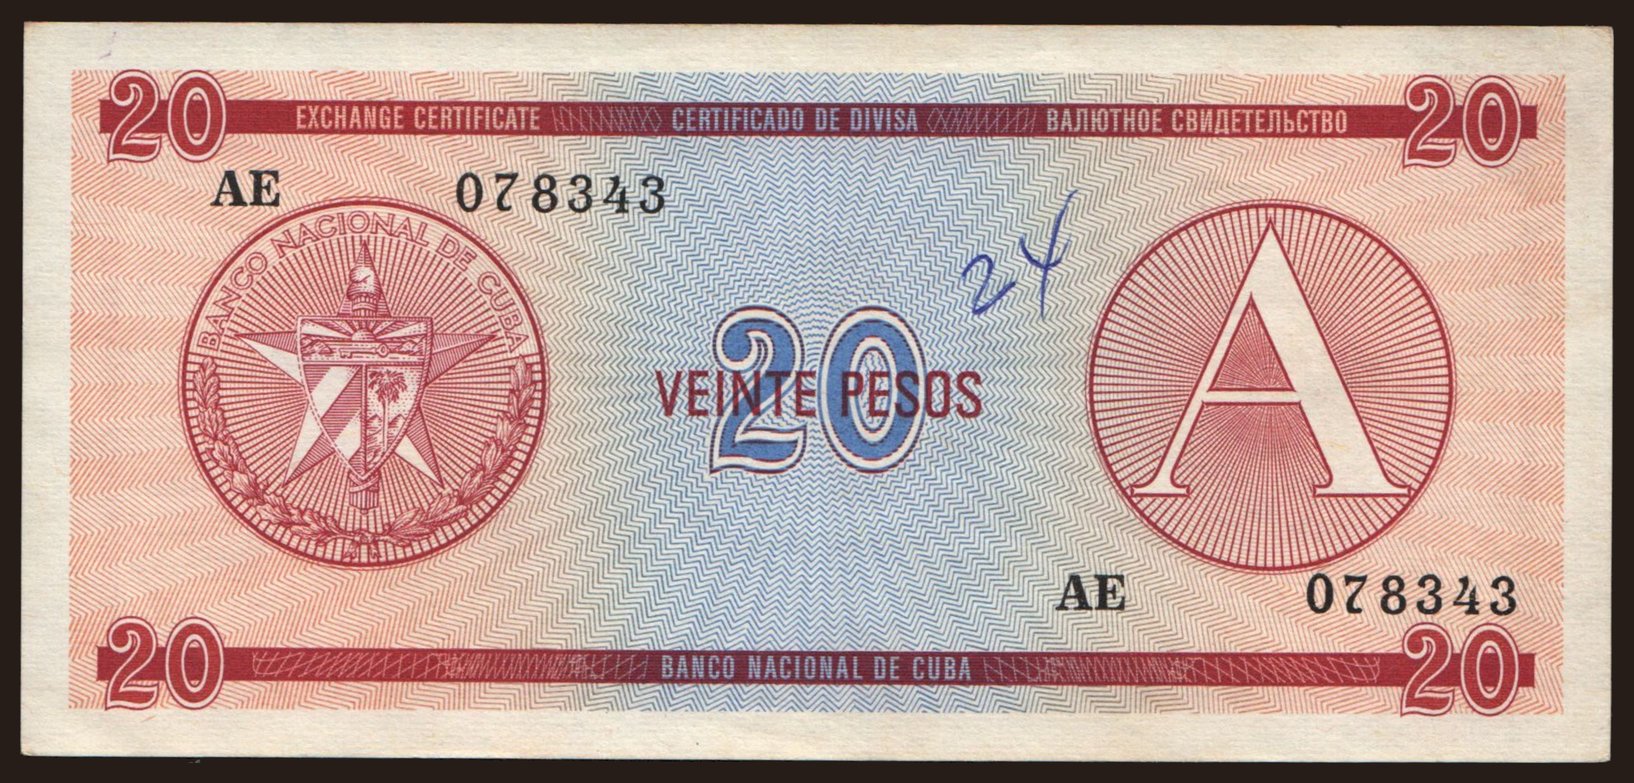 20 EXCHANGE CERTIFICATE CERTIFICADO DE DIVISA ВАЛЮТНОЕ СВИДЕТЕЛЬСТВО 20
AE 078343
BANCO NACIONAL DE CUBA
24
20
VEINTE PESOS
A
AE 078343
20 BANCO NACIONAL DE CUBA 20